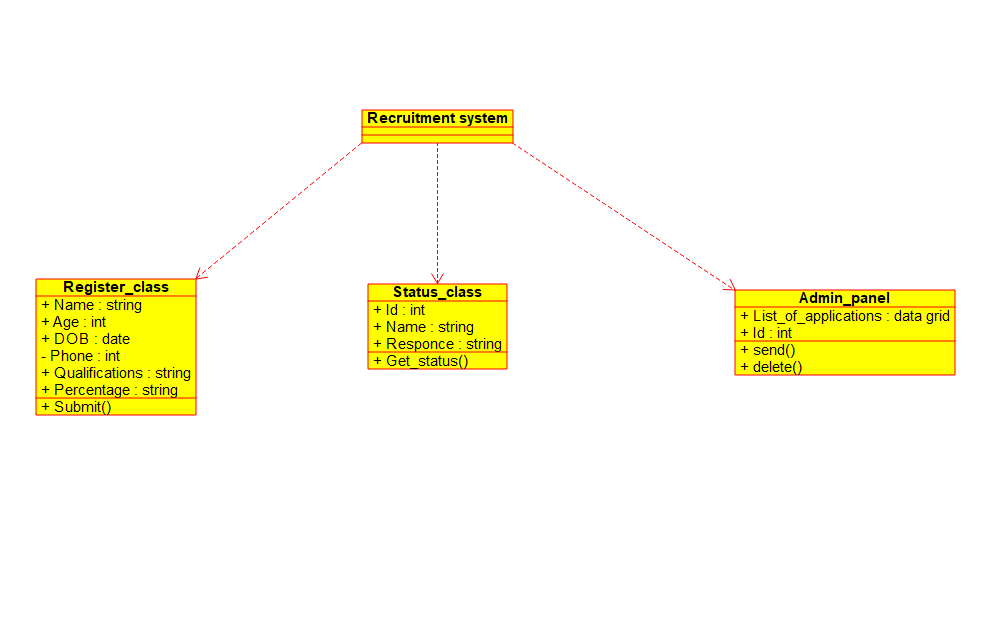 Recruitment system
Register_class
+ Name : string
+ Age : int
+ DOB : date
- Phone : int
+ Qualifications : string
+ Percentage : string
+ Submit()
Status_class
+ Id : int
+ Name : string
+ Responce : string
+ Get_status()
Admin_panel
+ List_of_applications : data grid
+ Id : int
+ send()
+ delete()